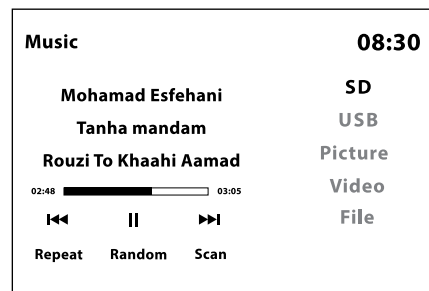 Music
08:30
Mohamad Esfehani
Tanha mandam
Rouzi To Khaahi Aamad
02:48 03:05
Repeat Random Scan
SD
USB
Picture
Video
File